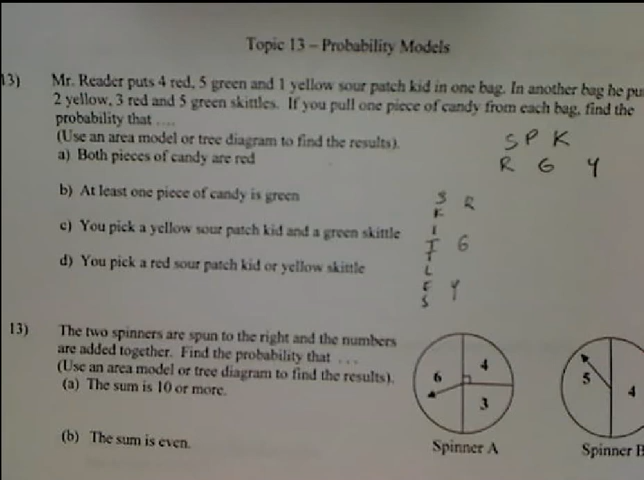 Topic 13 – Probability Models
13) Mr. Reader puts 4 red, 5 green and 1 yellow sour patch kid in one bag. In another bag he pu
2 yellow, 3 red and 5 green skittles. If you pull one piece of candy from each bag, find the
probability that ....
(Use an area model or tree diagram to find the results).
S P K
a) Both pieces of candy are red
R G Y
b) At least one piece of candy is green
SKITTLES
R
G
Y
c) You pick a yellow sour patch kid and a green skittle
d) You pick a red sour patch kid or yellow skittle
13) The two spinners are spun to the right and the numbers
are added together. Find the probability that ...
(Use an area model or tree diagram to find the results).
(a) The sum is 10 or more.
(b) The sum is even.
6 4
3
Spinner A
5 4
Spinner B